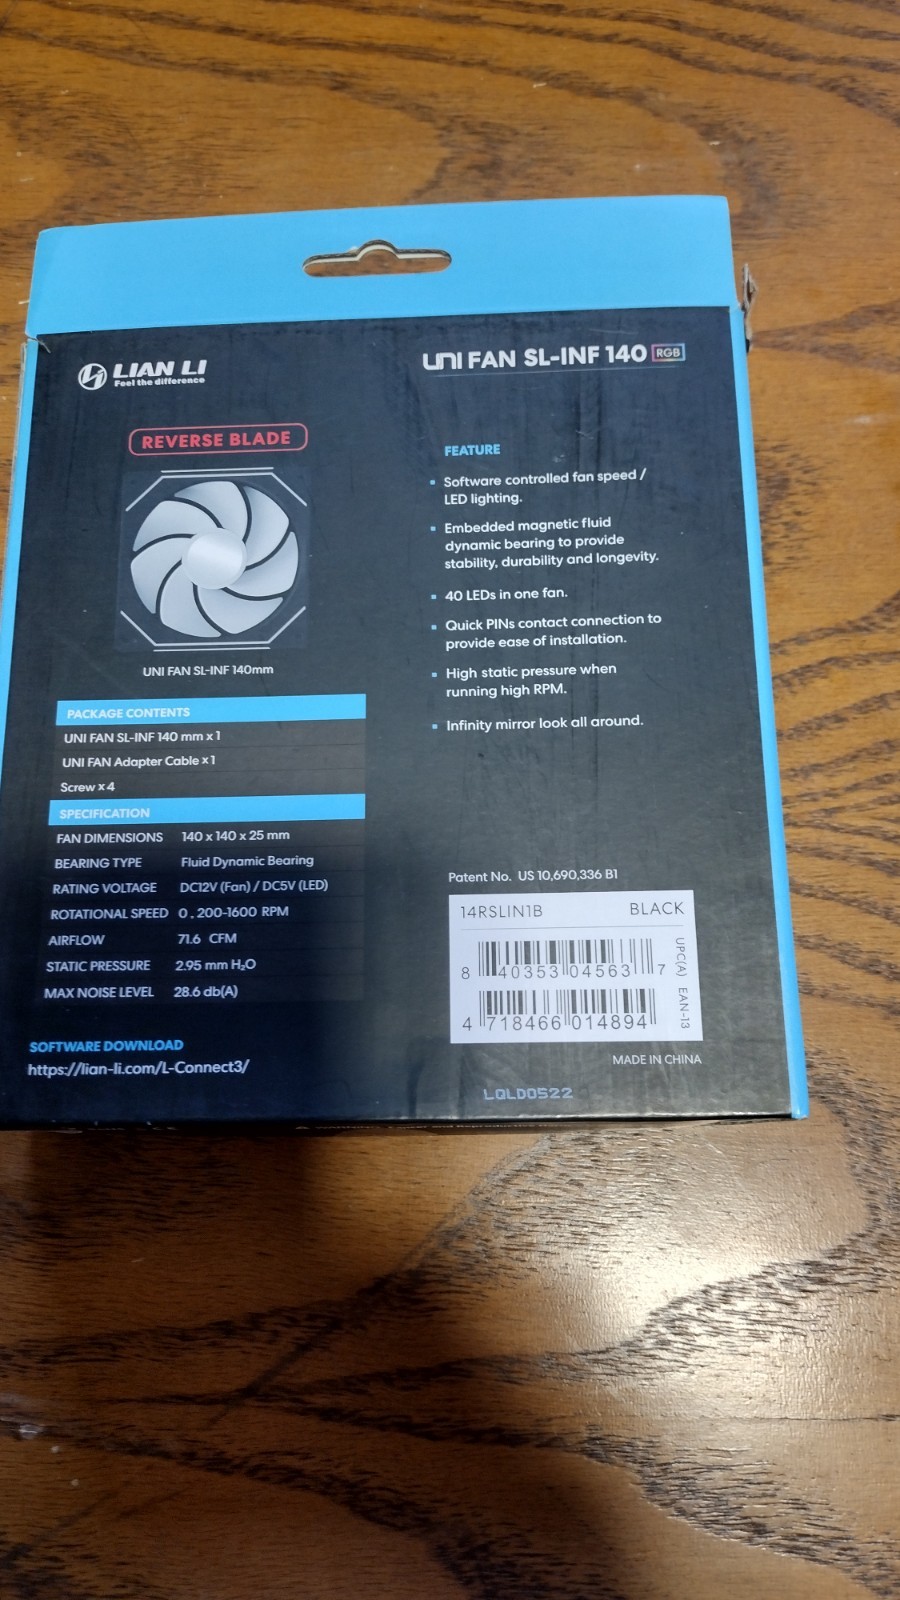 LIAN LI
Feel the difference
UNI FAN SL-INF 140 RGB
REVERSE BLADE
UNI FAN SL-INF 140mm
PACKAGE CONTENTS
UNI FAN SL-INF 140 mm x 1
UNI FAN Adapter Cable x 1
Screw x 4
SPECIFICATION
FAN DIMENSIONS 140 x 140 x 25 mm
BEARING TYPE Fluid Dynamic Bearing
RATING VOLTAGE DC12V (Fan) / DC5V (LED)
ROTATIONAL SPEED 0 , 200-1600 RPM
AIRFLOW 71.6 CFM
STATIC PRESSURE 2.95 mm H₂O
MAX NOISE LEVEL 28.6 db(A)
SOFTWARE DOWNLOAD
https://lian-li.com/L-Connect3/
FEATURE
Software controlled fan speed /
LED lighting.
Embedded magnetic fluid
dynamic bearing to provide
stability, durability and longevity.
40 LEDs in one fan.
Quick PINs contact connection to
provide ease of installation.
High static pressure when
running high RPM.
Infinity mirror look all around.
Patent No. US 10,690,336 B1
14RSLIN1B BLACK
8 40353 04563 7
UPC(A)
4 718466 014894
EAN-13
MADE IN CHINA
LQLD0522